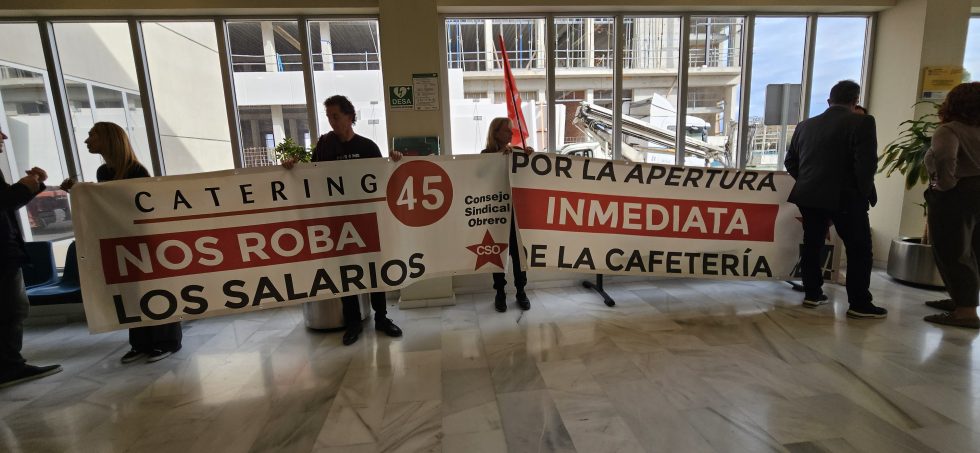 CATERING 45
NOS ROBA
LOS SALARIOS
Consejo
Sindical
Obrero
CSO
POR LA APERTURA
INMEDIATA
DE LA CAFETERÍA
DESA